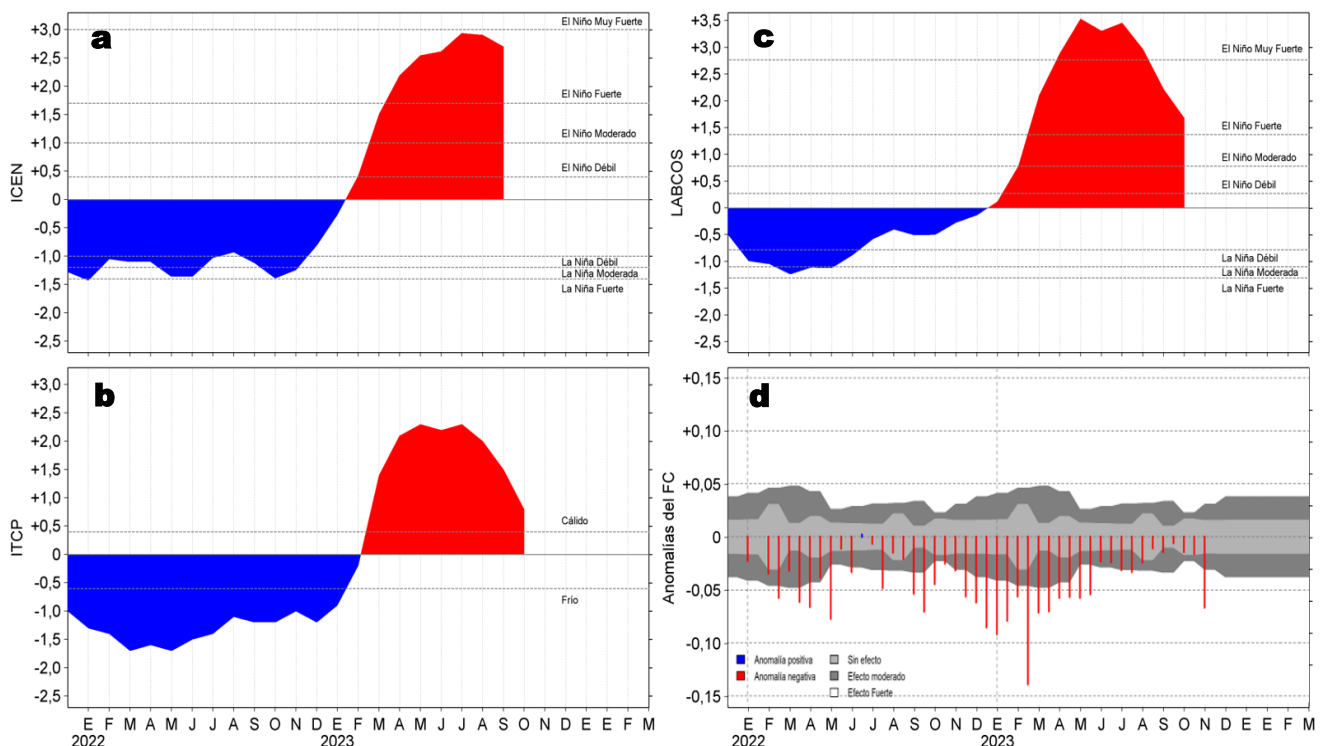 a
ICEN
+3,0
+2,5
+2,0
+1,5
+1,0
+0,5
0
-0,5
-1,0
-1,5
-2,0
-2,5
El Niño Muy Fuerte
El Niño Fuerte
El Niño Moderado
El Niño Débil
La Niña Débil
La Niña Moderada
La Niña Fuerte
c
LABCOS
+3,5
+3,0
+2,5
+2,0
+1,5
+1,0
+0,5
0
-0,5
-1,0
-1,5
-2,0
-2,5
El Niño Muy Fuerte
El Niño Fuerte
El Niño Moderado
El Niño Débil
La Niña Débil
La Niña Moderada
La Niña Fuerte
b
ITCP
+3,0
+2,5
+2,0
+1,5
+1,0
+0,5
0
-0,5
-1,0
-1,5
-2,0
-2,5
Cálido
Frío
E F M A M J J A S O N D E F M A M J J A S O N D E F M
2022 2023
d
Anomalías del FC
+0,15
+0,10
+0,05
0
-0,05
-0,10
-0,15
Anomalía positiva
Anomalía negativa
Sin efecto
Efecto moderado
Efecto Fuerte
E F M A M J J A S O N D E F M A M J J A S O N D E F M
2022 2023